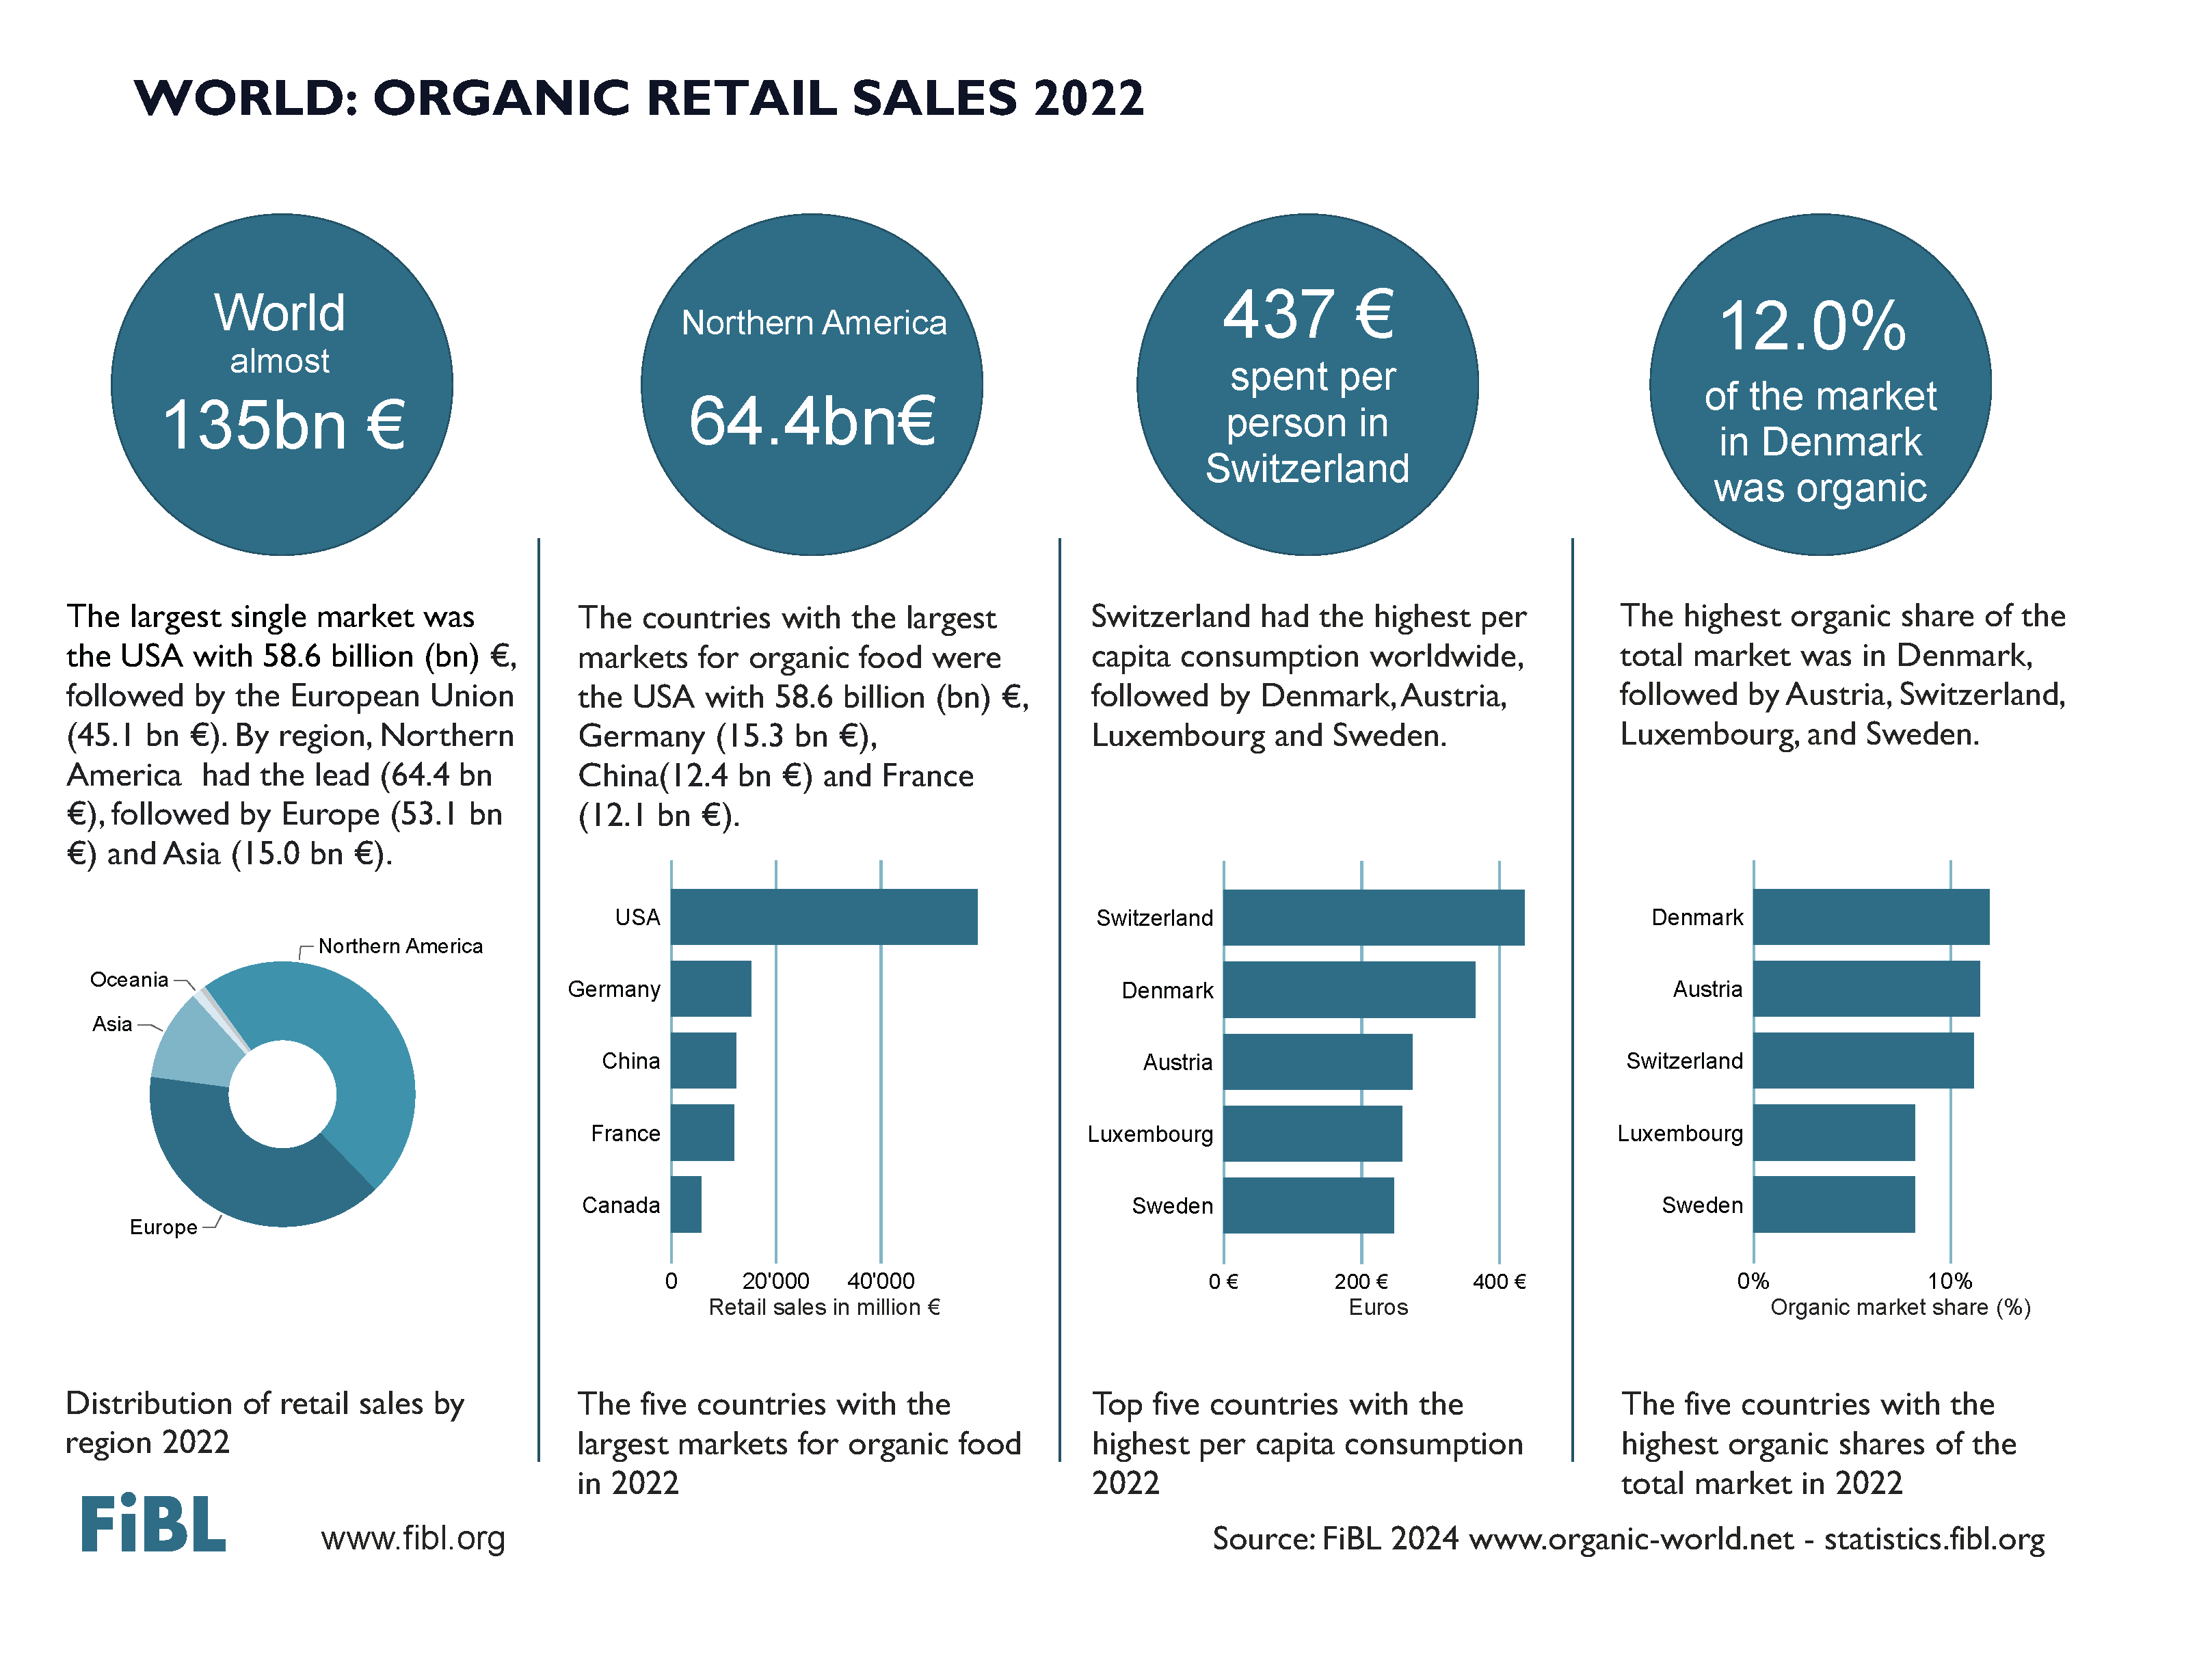 WORLD: ORGANIC RETAIL SALES 2022
World
almost
135bn €
Northern America
64.4bn€
437 €
spent per
person in
Switzerland
12.0%
of the market
in Denmark
was organic
The largest single market was
the USA with 58.6 billion (bn) €,
followed by the European Union
(45.1 bn €). By region, Northern
America had the lead (64.4 bn
€), followed by Europe (53.1 bn
€) and Asia (15.0 bn €).
Northern America
Oceania
Asia
Europe
Distribution of retail sales by
region 2022
The countries with the largest
markets for organic food were
the USA with 58.6 billion (bn) €,
Germany (15.3 bn €),
China(12.4 bn €) and France
(12.1 bn €).
USA
Germany
China
France
Canada
0 20'000 40'000
Retail sales in million €
The five countries with the
largest markets for organic food
in 2022
Switzerland had the highest per
capita consumption worldwide,
followed by Denmark, Austria,
Luxembourg and Sweden.
Switzerland
Denmark
Austria
Luxembourg
Sweden
0 € 200 € 400 €
Euros
Top five countries with the
highest per capita consumption
2022
The highest organic share of the
total market was in Denmark,
followed by Austria, Switzerland,
Luxembourg, and Sweden.
Denmark
Austria
Switzerland
Luxembourg
Sweden
0% 10%
Organic market share (%)
The five countries with the
highest organic shares of the
total market in 2022
FiBL
www.fibl.org
Source: FiBL 2024 www.organic-world.net - statistics.fibl.org